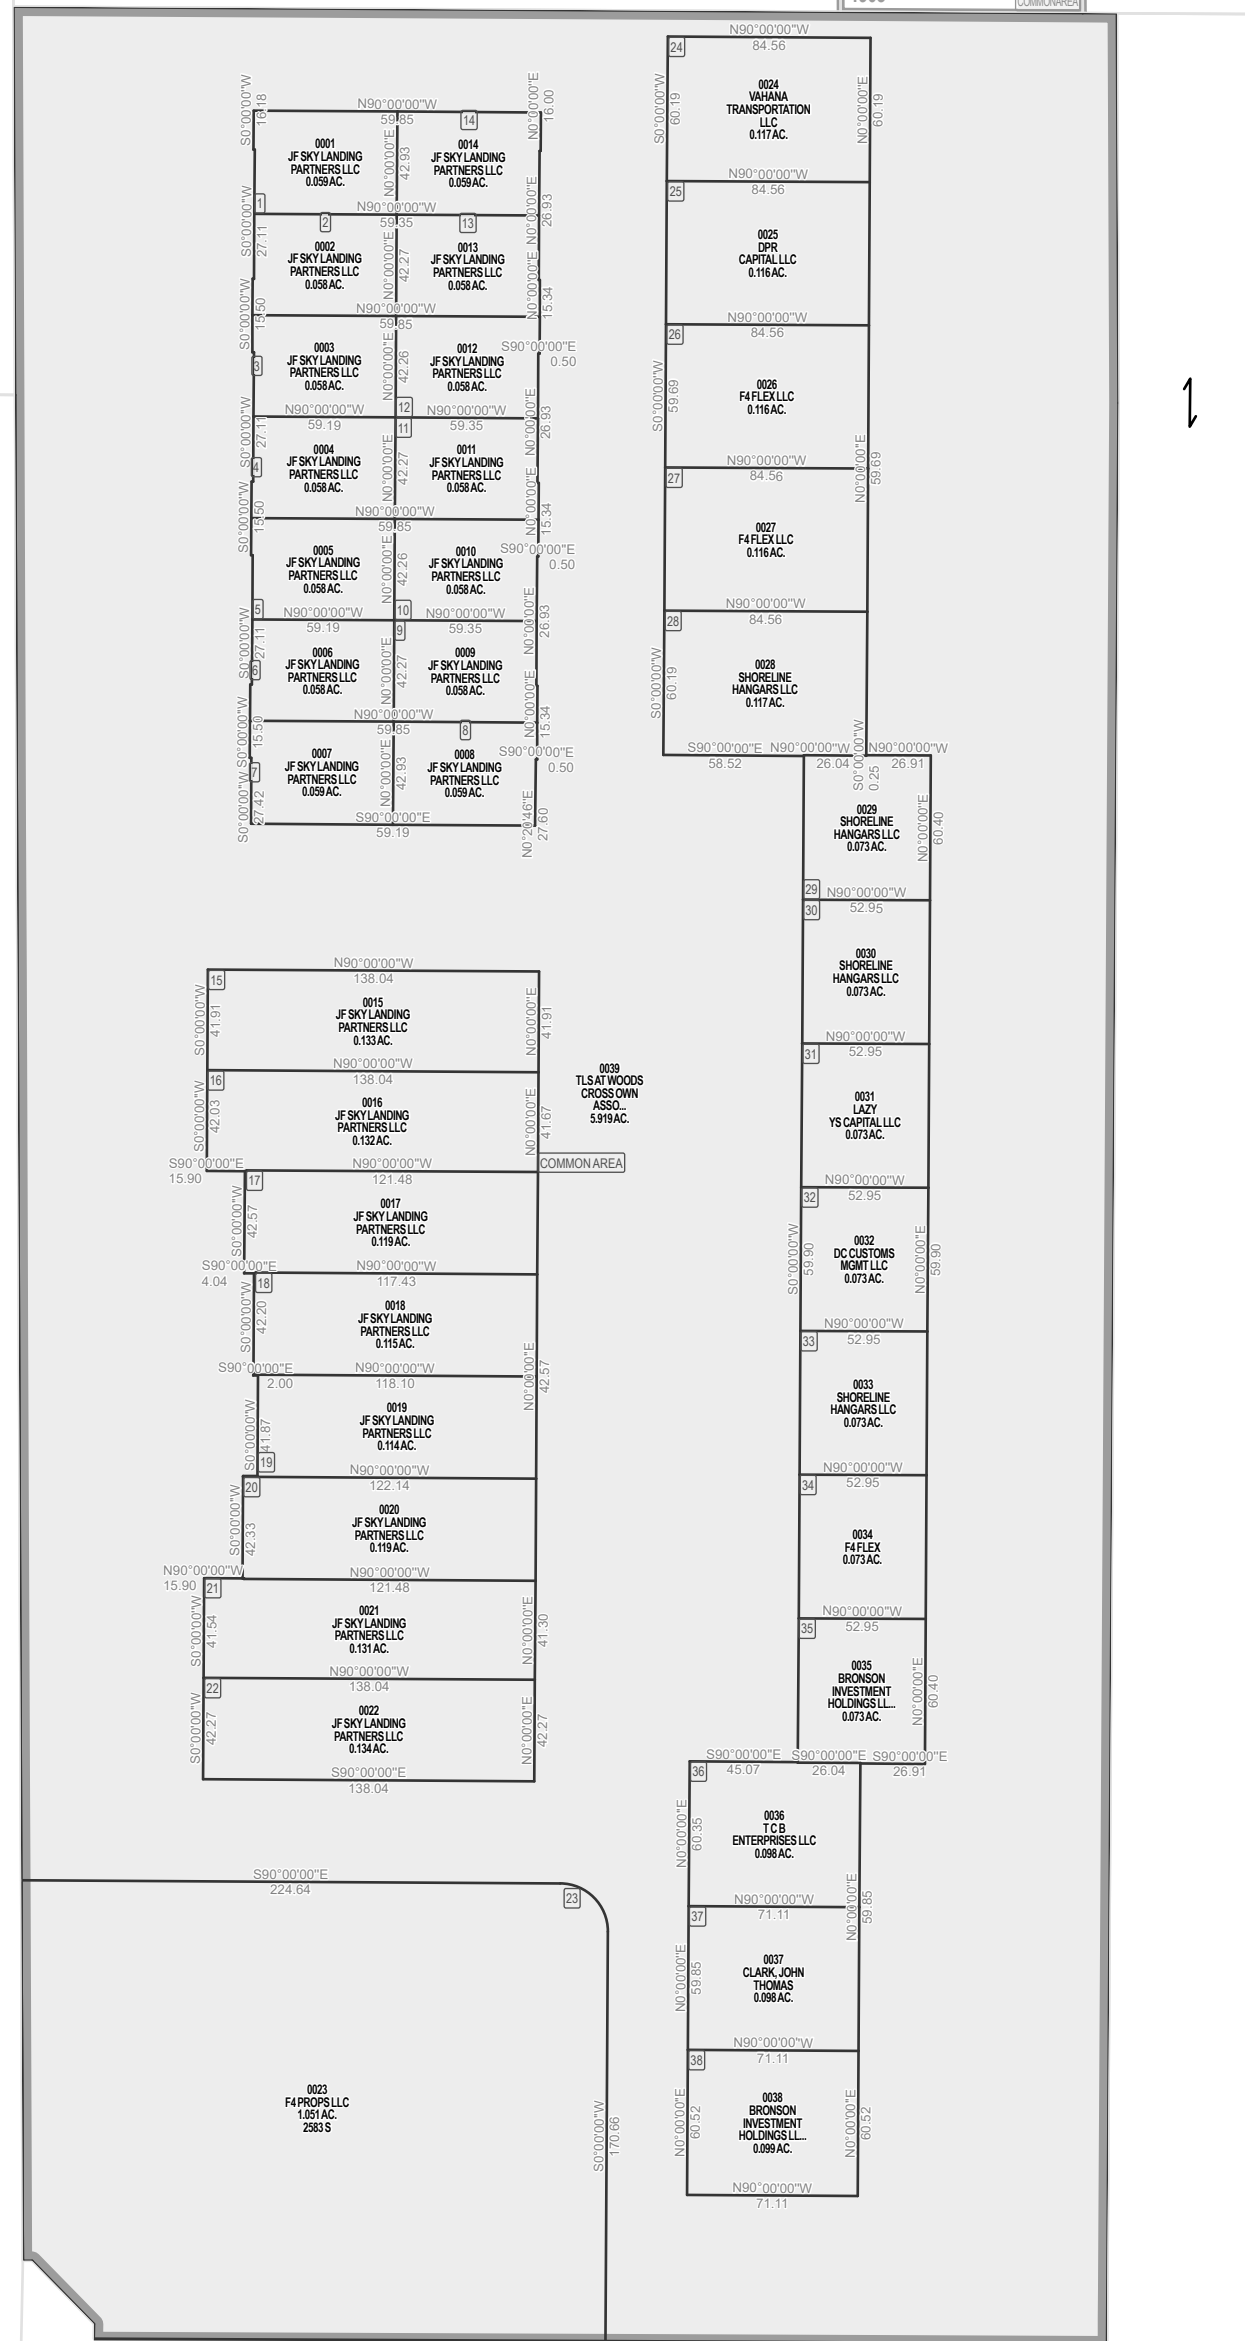 COMMON AREA
N90°00'00"W
84.56
24
S0°00'00"W
60.19
0024
VAHANA
TRANSPORTATION
LLC
0.117 AC.
N0°00'00"E
60.19
N90°00'00"W
84.56
25
0025
DPR
CAPITAL LLC
0.116 AC.
N90°00'00"W
84.56
26
S0°00'00"W
59.69
0026
F4 FLEX LLC
0.116 AC.
N0°00'00"E
59.69
N90°00'00"W
84.56
27
0027
F4 FLEX LLC
0.116 AC.
N90°00'00"W
84.56
28
S0°00'00"W
60.19
0028
SHORELINE
HANGARS LLC
0.117 AC.
S90°00'00"E
58.52
N90°00'00"W
26.04
S0°00'00"W
0.25
N90°00'00"W
26.91
S0°00'00"W
16.18
N90°00'00"W
59.85
14
N0°00'00"E
16.00
0001
JF SKY LANDING
PARTNERS LLC
0.059 AC.
N0°00'00"E
42.93
0014
JF SKY LANDING
PARTNERS LLC
0.059 AC.
1
S0°00'00"W
27.11
2
N90°00'00"W
59.35
13
N0°00'00"E
26.93
0002
JF SKY LANDING
PARTNERS LLC
0.058 AC.
N0°00'00"E
42.27
0013
JF SKY LANDING
PARTNERS LLC
0.058 AC.
N0°00'00"E
15.34
S0°00'00"W
15.50
N90°00'00"W
59.85
S90°00'00"E
0.50
3
0003
JF SKY LANDING
PARTNERS LLC
0.058 AC.
N0°00'00"E
42.26
0012
JF SKY LANDING
PARTNERS LLC
0.058 AC.
12
S0°00'00"W
27.11
N90°00'00"W
59.19
11
N90°00'00"W
59.35
N0°00'00"E
26.93
4
0004
JF SKY LANDING
PARTNERS LLC
0.058 AC.
N0°00'00"E
42.27
0011
JF SKY LANDING
PARTNERS LLC
0.058 AC.
S0°00'00"W
15.50
N90°00'00"W
59.85
N0°00'00"E
15.34
S90°00'00"E
0.50
0005
JF SKY LANDING
PARTNERS LLC
0.058 AC.
N0°00'00"E
42.26
0010
JF SKY LANDING
PARTNERS LLC
0.058 AC.
5
10
S0°00'00"W
27.11
N90°00'00"W
59.19
9
N90°00'00"W
59.35
N0°00'00"E
26.93
6
0006
JF SKY LANDING
PARTNERS LLC
0.058 AC.
N0°00'00"E
42.27
0009
JF SKY LANDING
PARTNERS LLC
0.058 AC.
S0°00'00"W
15.50
N90°00'00"W
59.85
8
N0°00'00"E
15.34
S90°00'00"E
0.50
7
S0°00'00"W
27.42
0007
JF SKY LANDING
PARTNERS LLC
0.059 AC.
N0°00'00"E
42.93
0008
JF SKY LANDING
PARTNERS LLC
0.059 AC.
S90°00'00"E
59.19
N0°20'46"E
27.60
0029
SHORELINE
HANGARS LLC
0.073 AC.
N0°00'00"E
60.40
29
N90°00'00"W
52.95
30
0030
SHORELINE
HANGARS LLC
0.073 AC.
N90°00'00"W
52.95
31
0031
LAZY
YS CAPITAL LLC
0.073 AC.
N90°00'00"W
52.95
32
S0°00'00"W
59.90
0032
DC CUSTOMS
MGMT LLC
0.073 AC.
N0°00'00"E
59.90
N90°00'00"W
52.95
33
0033
SHORELINE
HANGARS LLC
0.073 AC.
N90°00'00"W
52.95
34
0034
F4 FLEX
0.073 AC.
N90°00'00"W
52.95
35
0035
BRONSON
INVESTMENT
HOLDINGS LL...
0.073 AC.
N0°00'00"E
60.40
N90°00'00"W
138.04
15
S0°00'00"W
41.91
0015
JF SKY LANDING
PARTNERS LLC
0.133 AC.
N0°00'00"E
41.91
N90°00'00"W
138.04
16
S0°00'00"W
42.03
0016
JF SKY LANDING
PARTNERS LLC
0.132 AC.
N0°00'00"E
41.67
0039
TLS AT WOODS
CROSS OWN
ASSO...
5.919 AC.
COMMON AREA
S90°00'00"E
15.90
N90°00'00"W
121.48
17
S0°00'00"W
42.57
0017
JF SKY LANDING
PARTNERS LLC
0.119 AC.
S90°00'00"E
4.04
N90°00'00"W
117.43
18
S0°00'00"W
42.20
0018
JF SKY LANDING
PARTNERS LLC
0.115 AC.
S90°00'00"E
2.00
N90°00'00"W
118.10
N0°00'00"E
42.57
S0°00'00"W
41.87
0019
JF SKY LANDING
PARTNERS LLC
0.114 AC.
19
N90°00'00"W
122.14
20
S0°00'00"W
42.33
0020
JF SKY LANDING
PARTNERS LLC
0.119 AC.
N90°00'00"W
15.90
N90°00'00"W
121.48
21
S0°00'00"W
41.54
0021
JF SKY LANDING
PARTNERS LLC
0.131 AC.
N0°00'00"E
41.30
N90°00'00"W
138.04
22
S0°00'00"W
42.27
0022
JF SKY LANDING
PARTNERS LLC
0.134 AC.
N0°00'00"E
42.27
S90°00'00"E
138.04
S90°00'00"E
45.07
S90°00'00"E
26.04
S90°00'00"E
26.91
36
N0°00'00"E
60.35
0036
T C B
ENTERPRISES LLC
0.098 AC.
N90°00'00"W
71.11
N0°00'00"E
59.85
37
N0°00'00"E
59.85
0037
CLARK, JOHN
THOMAS
0.098 AC.
N90°00'00"W
71.11
38
N0°00'00"E
60.52
0038
BRONSON
INVESTMENT
HOLDINGS LL...
0.099 AC.
N0°00'00"E
60.52
N90°00'00"W
71.11
S90°00'00"E
224.64
23
0023
F4 PROPS LLC
1.051 AC.
2583 S
S0°00'00"W
170.66